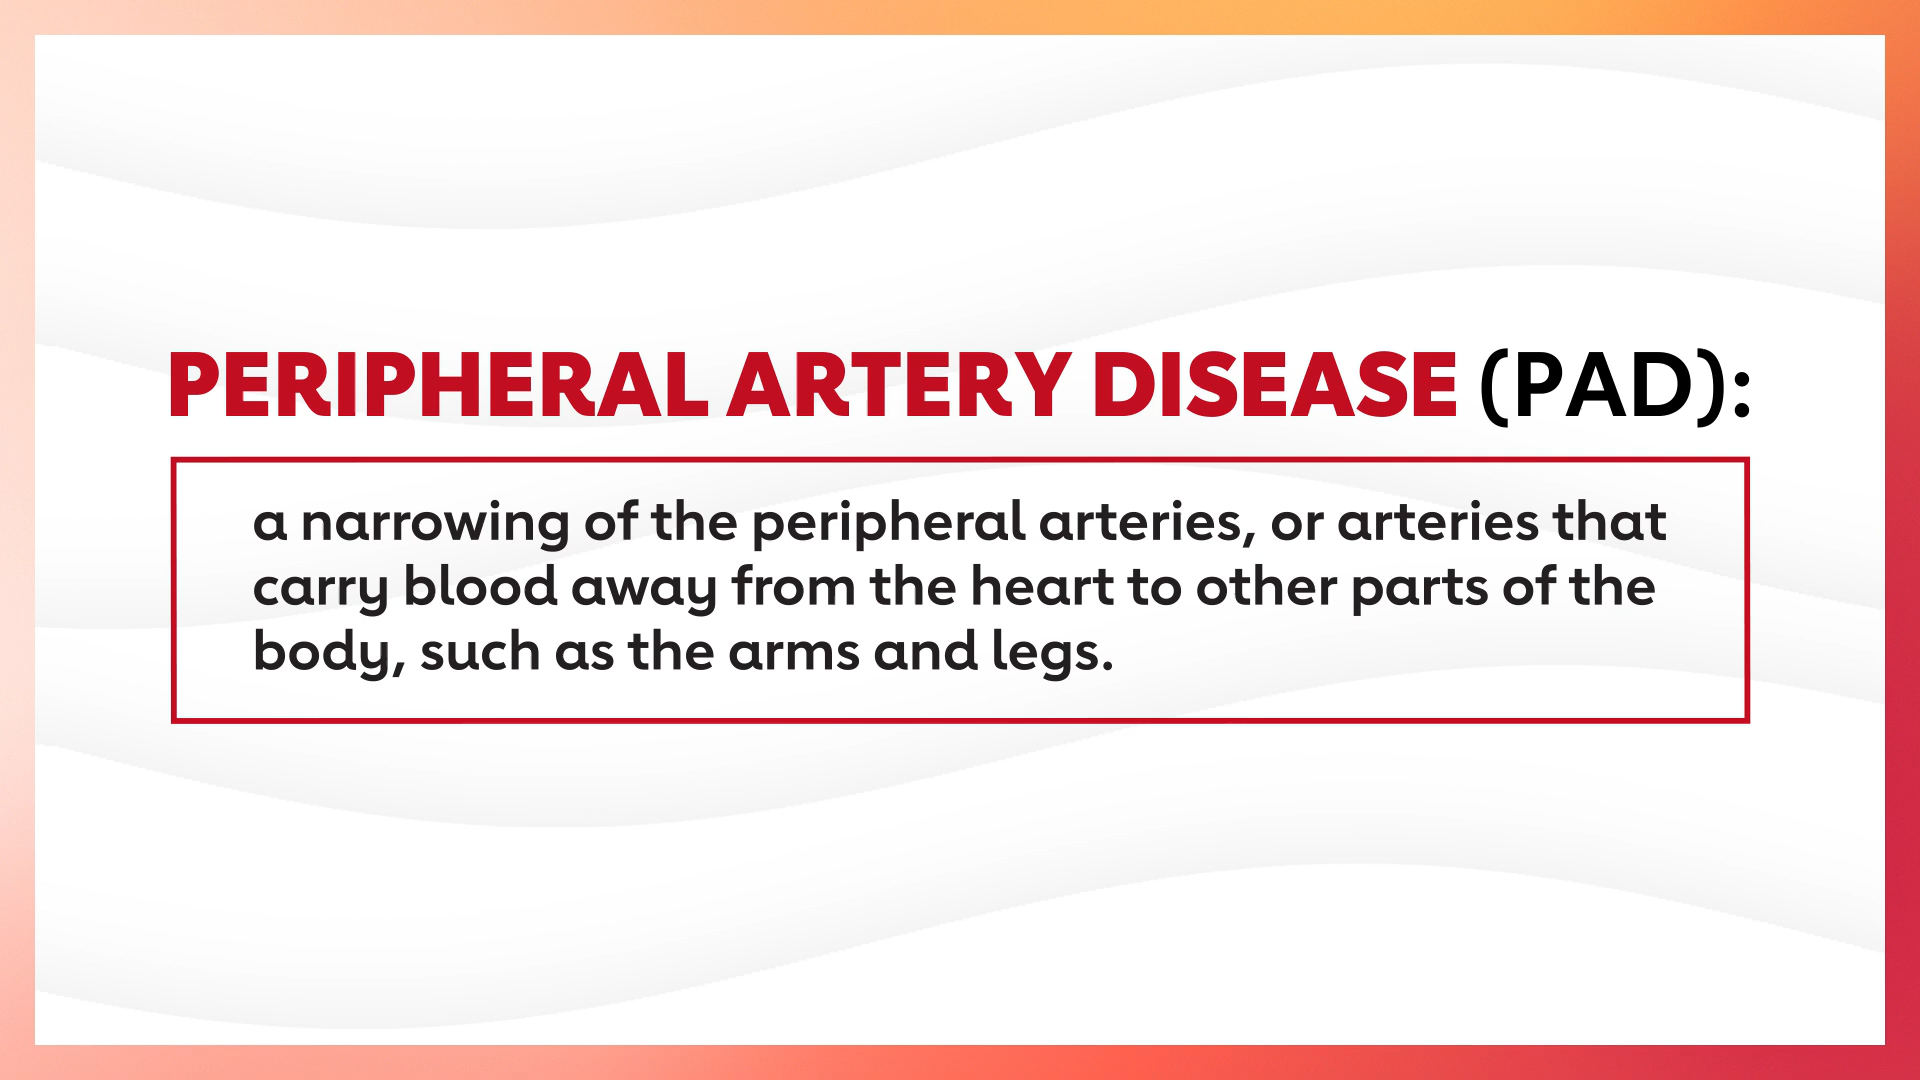 PERIPHERAL ARTERY DISEASE (PAD):
a narrowing of the peripheral arteries, or arteries that
carry blood away from the heart to other parts of the
body, such as the arms and legs.